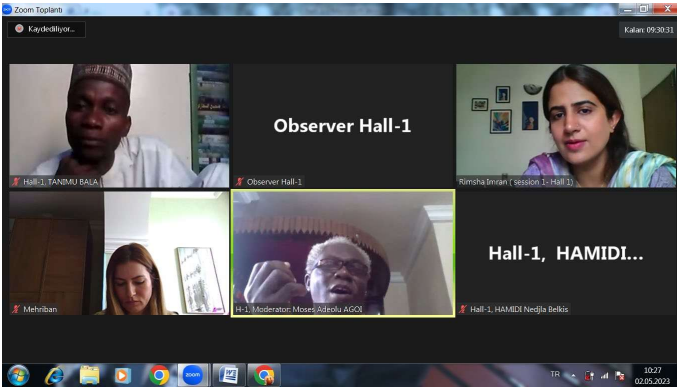 Zoom Toplantı
Kaydediliyor...
Kalan: 09:30:31
Observer Hall-1
Hall-1, TANIMU BALA
Observer Hall-1
Rimsha Imran ( session 1- Hall 1)
Hall-1, HAMIDI...
Mehriban
H-1, Moderator: Moses Adeolu AGOI
Hall-1, HAMIDI Nedjla Belkis
zoom
W
TR
10:27
02.05.2023